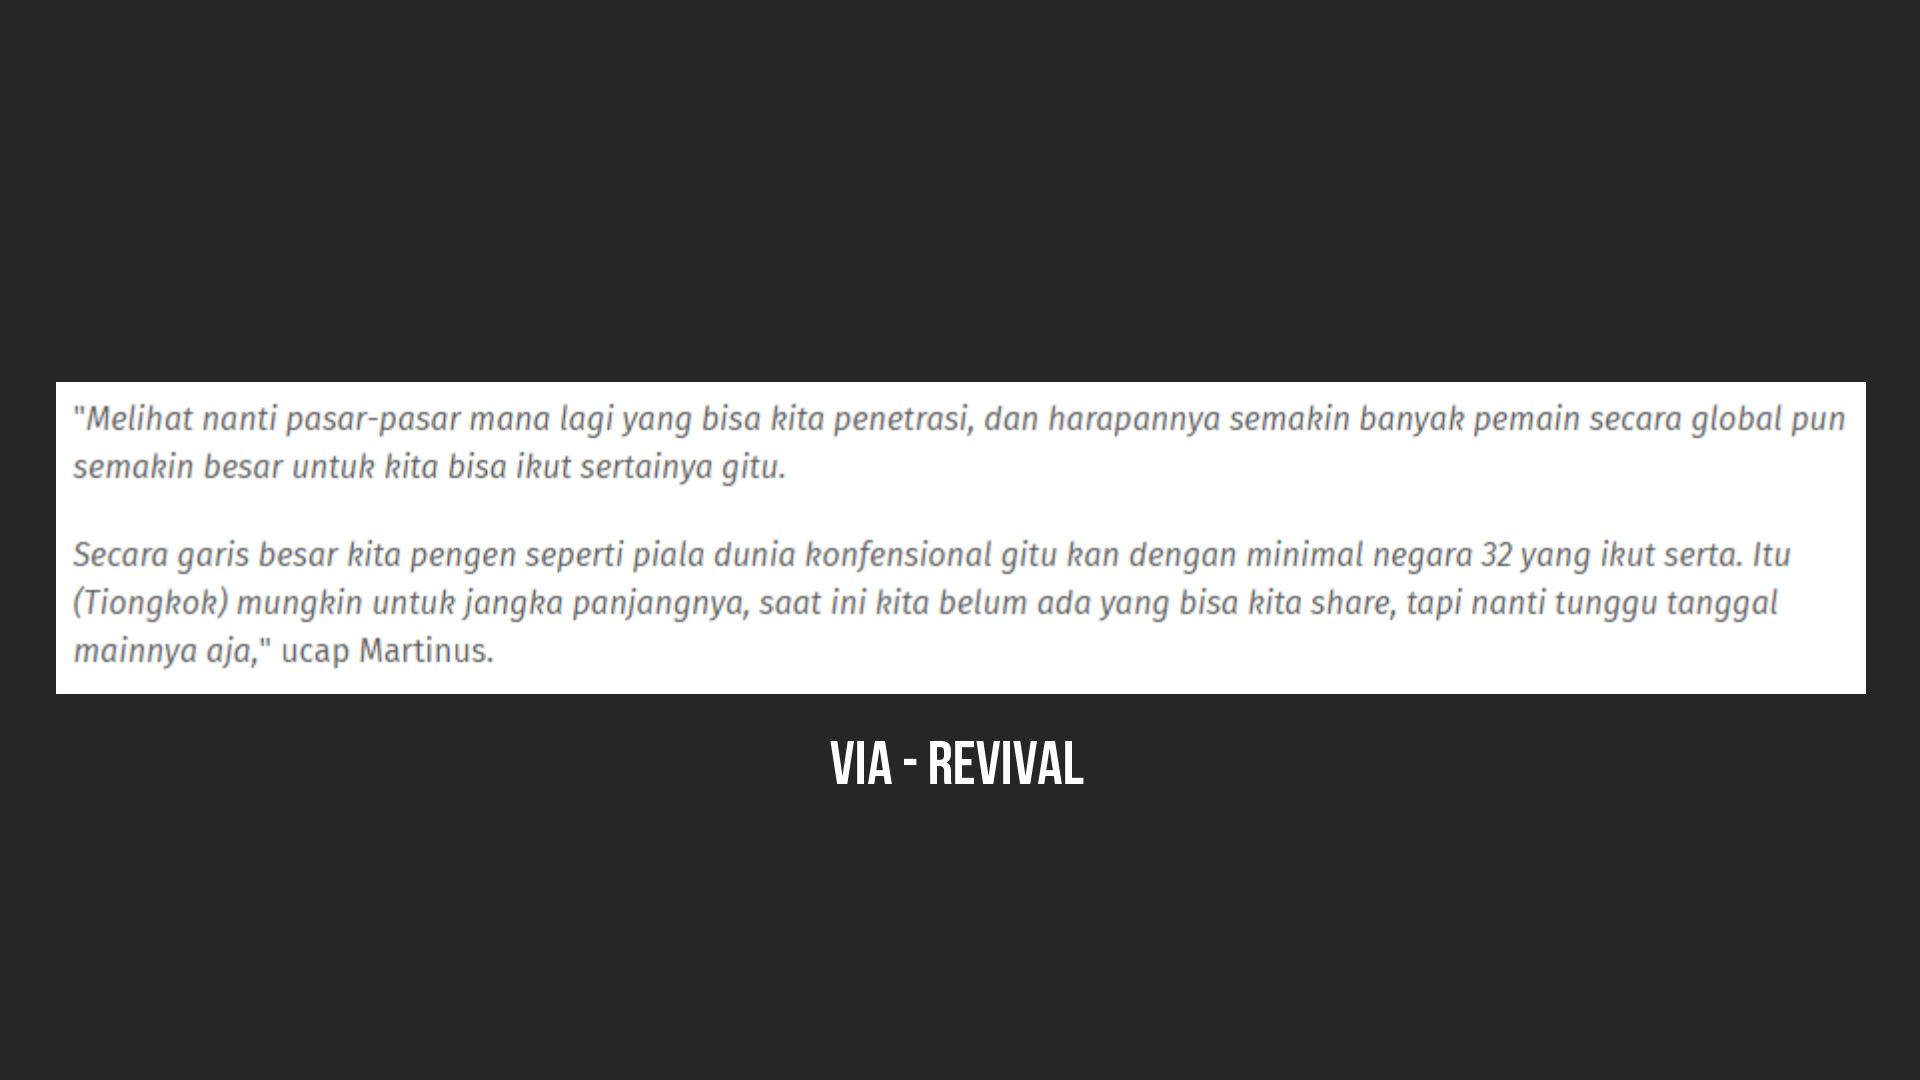 "Melihat nanti pasar-pasar mana lagi yang bisa kita penetrasi, dan harapannya semakin banyak pemain secara global pun
semakin besar untuk kita bisa ikut sertainya gitu.
Secara garis besar kita pengen seperti piala dunia konfensional gitu kan dengan minimal negara 32 yang ikut serta. Itu
(Tiongkok) mungkin untuk jangka panjangnya, saat ini kita belum ada yang bisa kita share, tapi nanti tunggu tanggal
mainnya aja," ucap Martinus.
VIA - REVIVAL